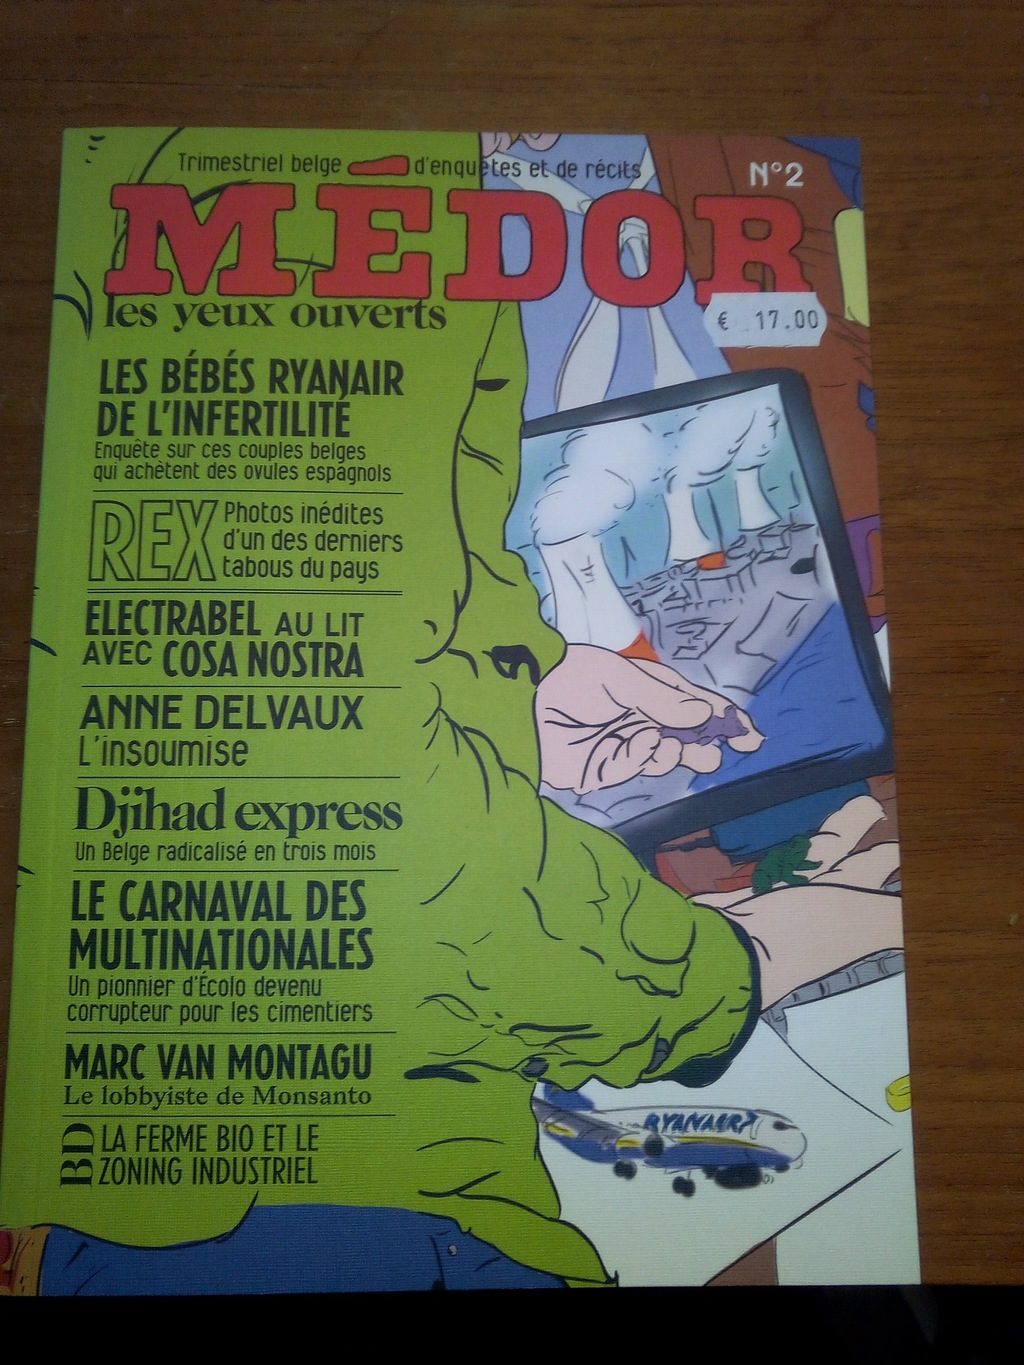 Trimestriel belge d'enquêtes et de récits
N°2
MÉDOR
les yeux ouverts
€ 17.00
LES BÉBÉS RYANAIR
DE L'INFERTILITÉ
Enquête sur ces couples belges
qui achètent des ovules espagnols
REX
Photos inédites
d'un des derniers
tabous du pays
ELECTRABEL AU LIT
AVEC COSA NOSTRA
ANNE DELVAUX
L'insoumise
Djihad express
Un Belge radicalisé en trois mois
LE CARNAVAL DES
MULTINATIONALES
Un pionnier d'Écolo devenu
corrupteur pour les cimentiers
MARC VAN MONTAGU
Le lobbyiste de Monsanto
RYANAIR
BD
LA FERME BIO ET LE
ZONING INDUSTRIEL